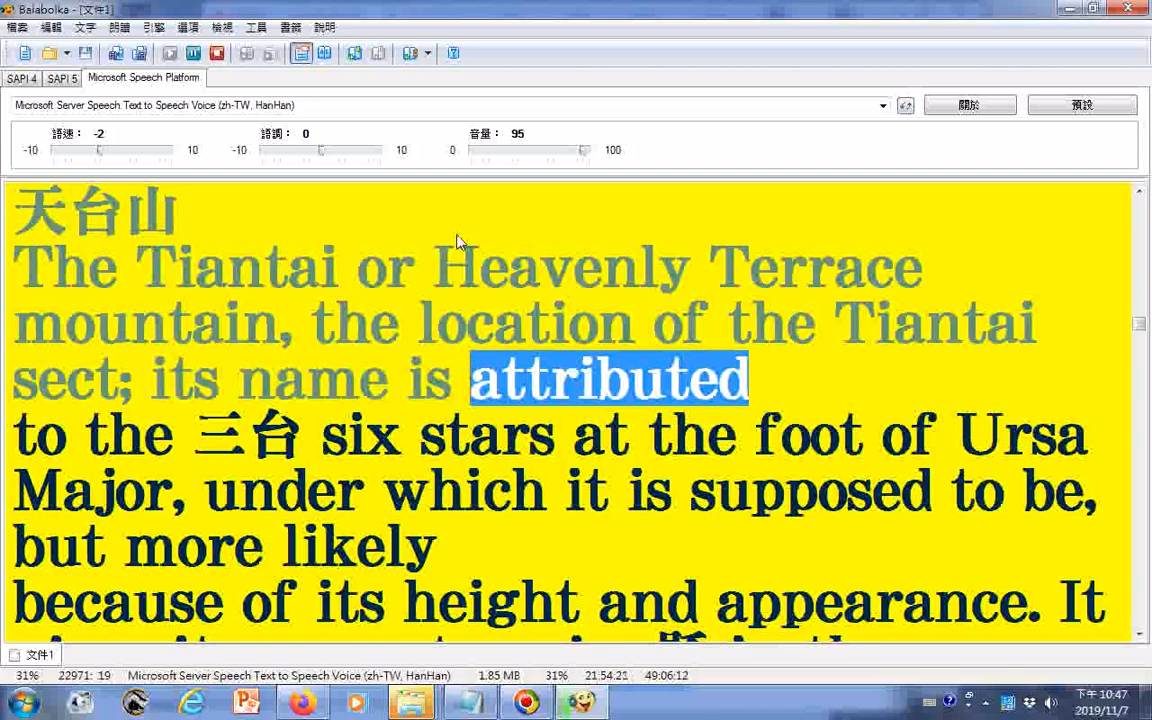 Balabolka - [文件1]
檔案 編輯 文字 朗讀 引擎 選項 檢視 工具 書籤 說明
SAPI 4 SAPI 5 Microsoft Speech Platform
Microsoft Server Speech Text to Speech Voice (zh-TW, HanHan) 關於 預設
語速： -2 語調： 0 音量： 95
-10 10 -10 10 0 100
天台山
The Tiantai or Heavenly Terrace
mountain, the location of the Tiantai
sect; its name is attributed
to the 三台 six stars at the foot of Ursa
Major, under which it is supposed to be,
but more likely
because of its height and appearance. It
文件1
31% 22971: 19 Microsoft Server Speech Text to Speech Voice (zh-TW, HanHan) 1.85 MB 31% 21:54:21 49:06:12
下午 10:47
2019/11/7